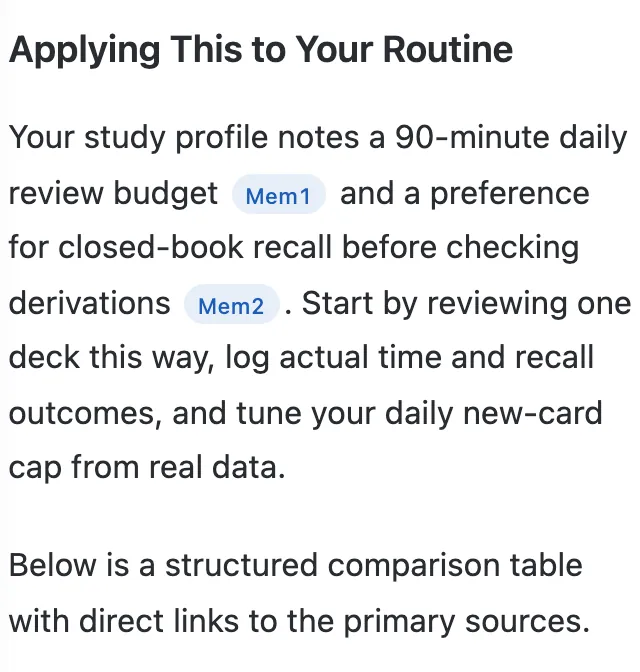 Applying This to Your Routine
Your study profile notes a 90-minute daily
review budget Mem1 and a preference
for closed-book recall before checking
derivations Mem2 . Start by reviewing one
deck this way, log actual time and recall
outcomes, and tune your daily new-card
cap from real data.
Below is a structured comparison table
with direct links to the primary sources.